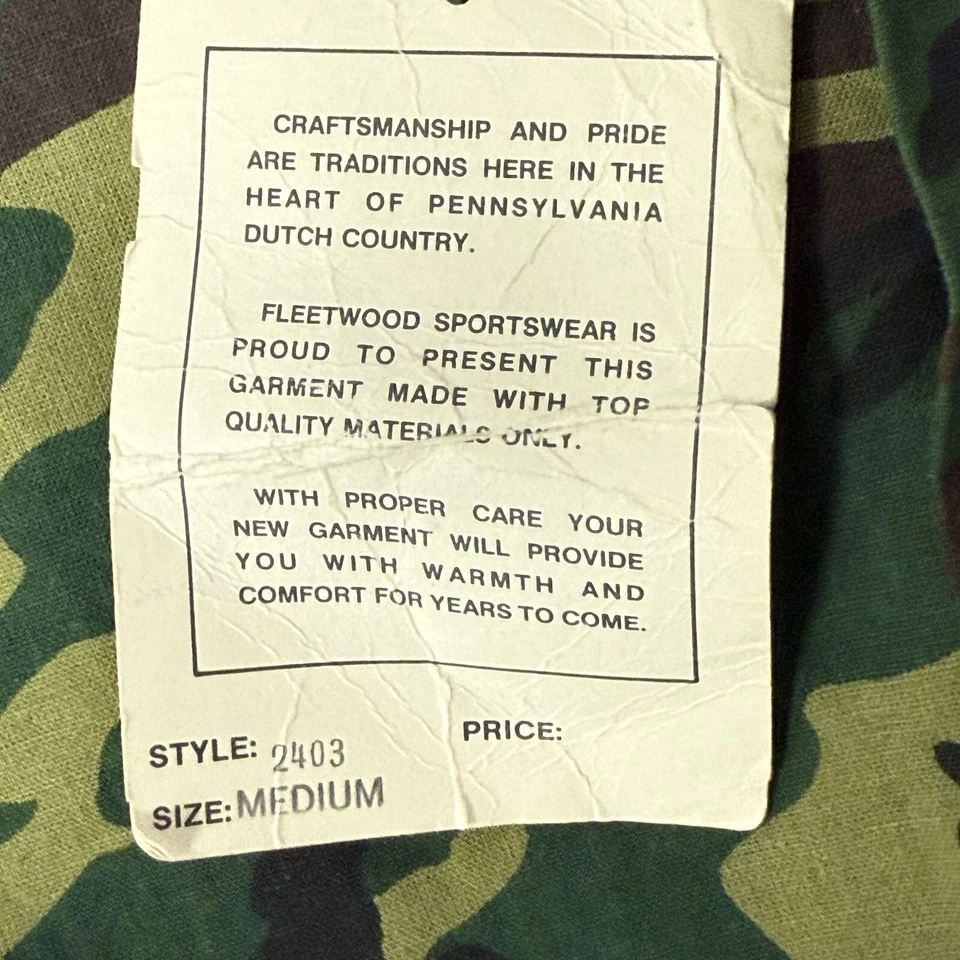 CRAFTSMANSHIP AND PRIDE
ARE TRADITIONS HERE IN THE
HEART OF PENNSYLVANIA
DUTCH COUNTRY.
FLEETWOOD SPORTSWEAR IS
PROUD TO PRESENT THIS
GARMENT MADE WITH TOP
QUALITY MATERIALS ONLY.
WITH PROPER CARE YOUR
NEW GARMENT WILL PROVIDE
YOU WITH WARMTH AND
COMFORT FOR YEARS TO COME.
STYLE: 2403
PRICE:
SIZE: MEDIUM